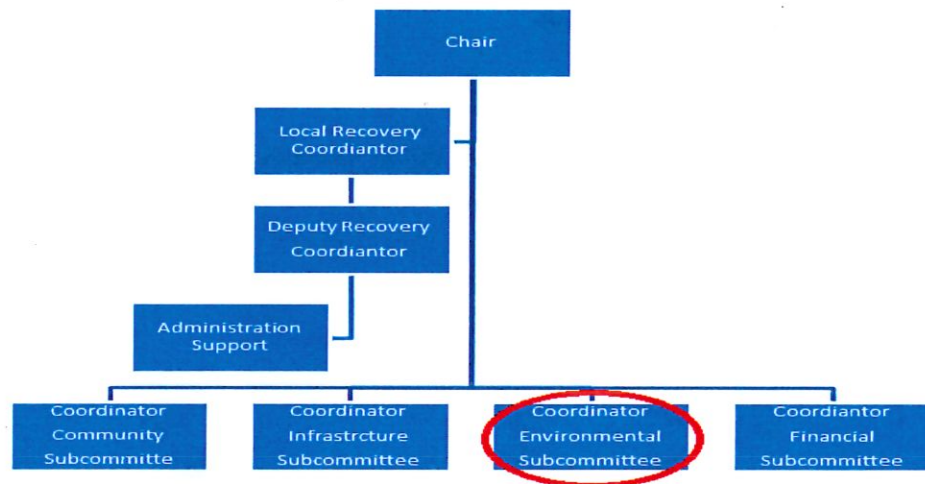 Chair
Local Recovery
Coordiantor
Deputy Recovery
Coordiantor
Administration
Support
Coordinator
Community
Subcommitte
Coordinator
Infrastrcture
Subcommittee
Coordinator
Environmental
Subcommittee
Coordiantor
Financial
Subcommittee